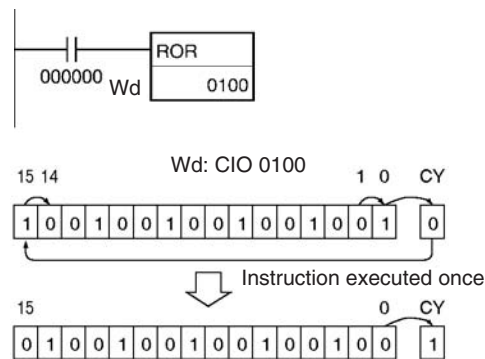 ROR
000000 Wd 0100
Wd: CIO 0100
15 14 1 0 CY
1 0 0 1 0 0 1 0 0 1 0 0 1 0 0 1 0
Instruction executed once
15 0 CY
0 1 0 0 1 0 0 1 0 0 1 0 0 1 0 0 1